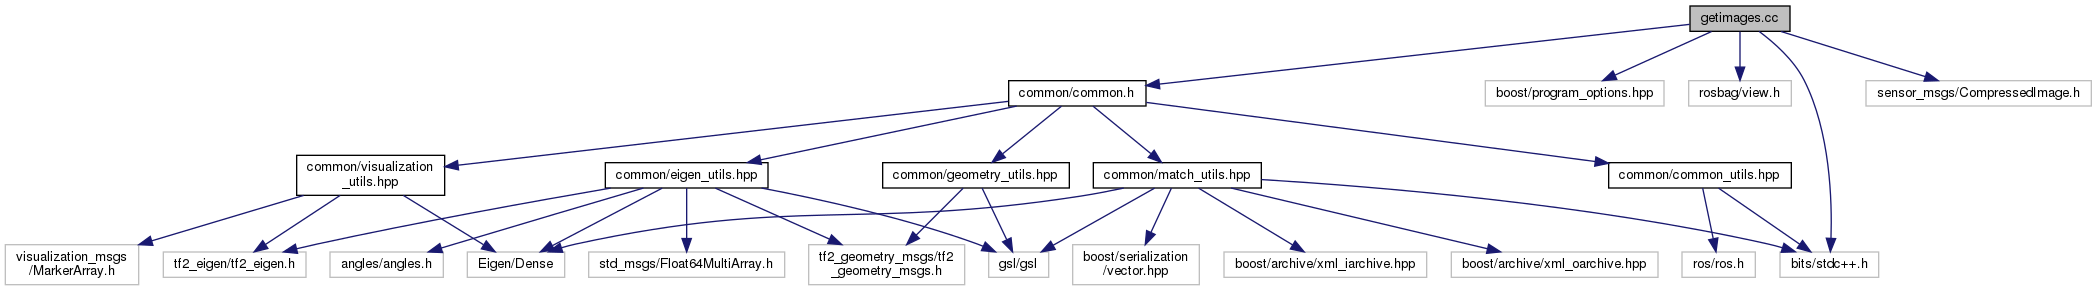 getimages.cc
common/common.h
boost/program_options.hpp
rosbag/view.h
sensor_msgs/CompressedImage.h
common/visualization
_utils.hpp
common/eigen_utils.hpp
common/geometry_utils.hpp
common/match_utils.hpp
common/common_utils.hpp
visualization_msgs
/MarkerArray.h
tf2_eigen/tf2_eigen.h
angles/angles.h
Eigen/Dense
std_msgs/Float64MultiArray.h
tf2_geometry_msgs/tf2
_geometry_msgs.h
gsl/gsl
boost/serialization
/vector.hpp
boost/archive/xml_iarchive.hpp
boost/archive/xml_oarchive.hpp
ros/ros.h
bits/stdc++.h